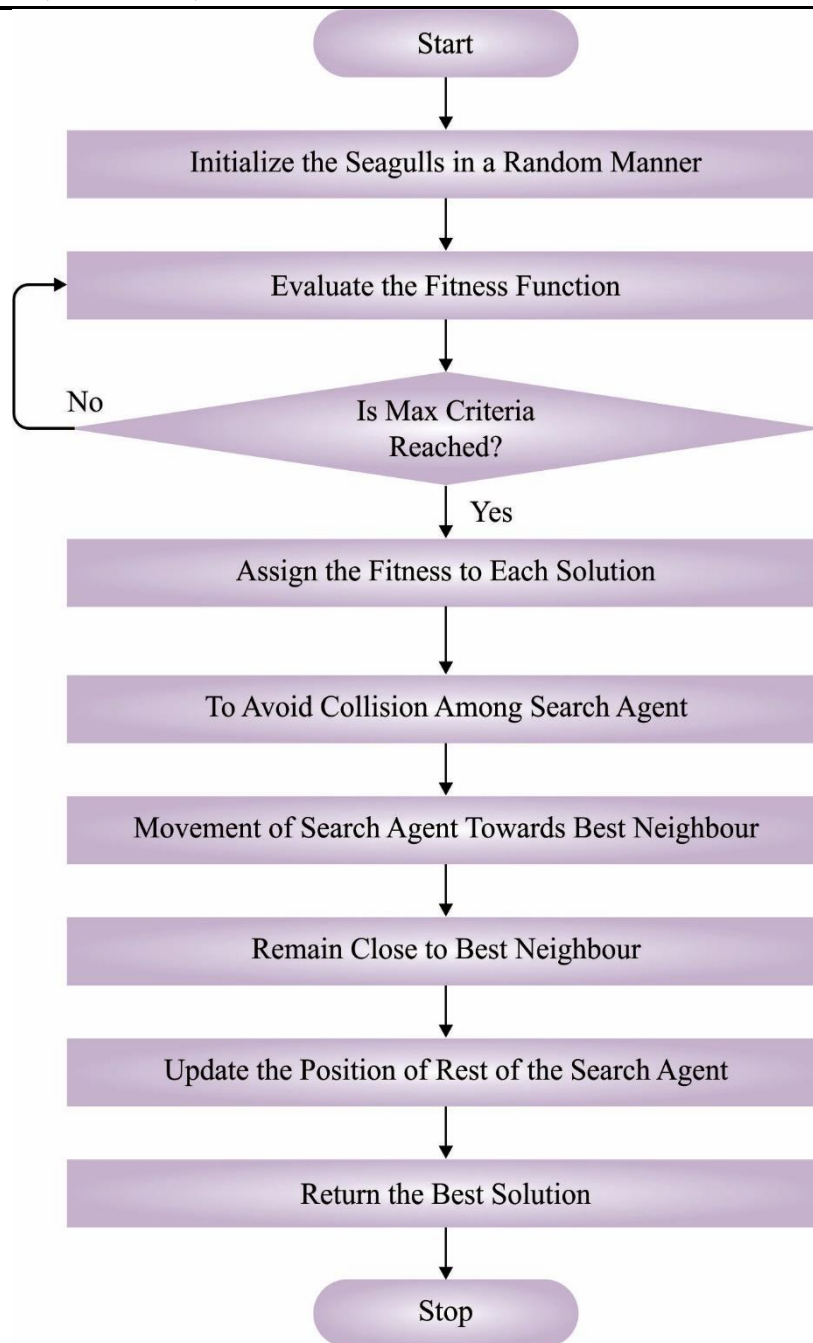 Start
Initialize the Seagulls in a Random Manner
Evaluate the Fitness Function
No
Is Max Criteria
Reached?
Yes
Assign the Fitness to Each Solution
To Avoid Collision Among Search Agent
Movement of Search Agent Towards Best Neighbour
Remain Close to Best Neighbour
Update the Position of Rest of the Search Agent
Return the Best Solution
Stop